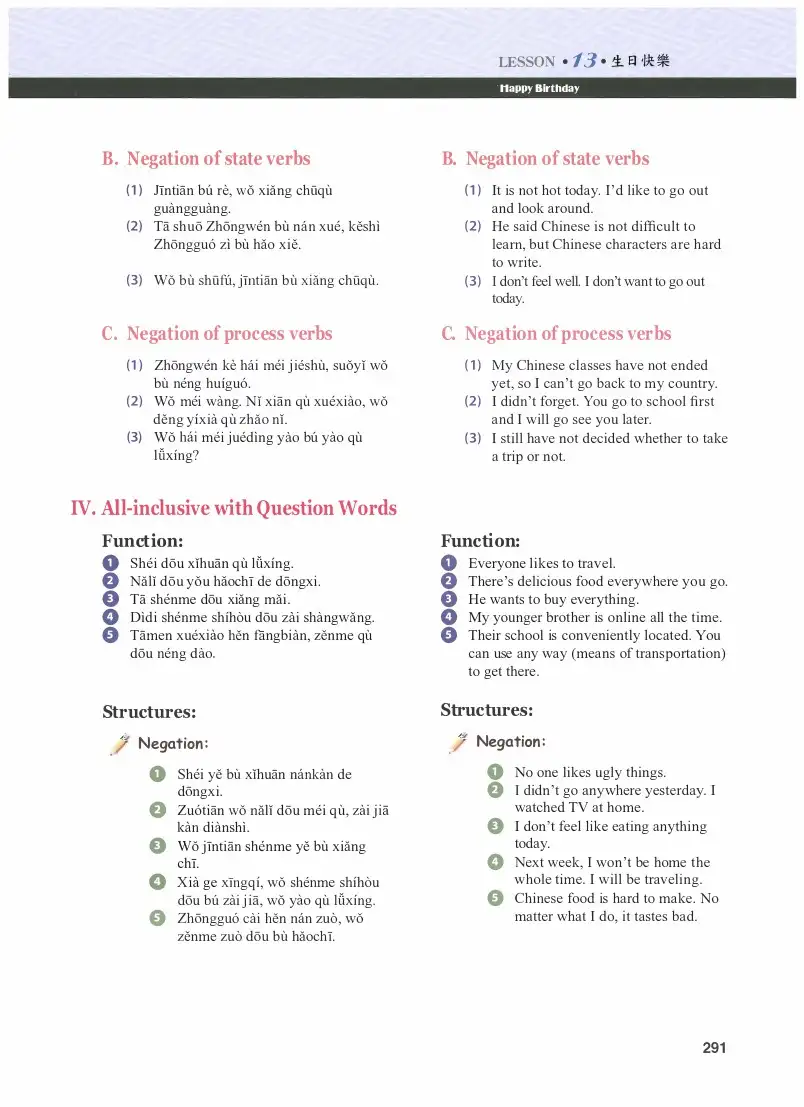 LESSON • 13 • 生日快樂
Happy Birthday
B. Negation of state verbs
(1) Jīntiān bú rè, wǒ xiǎng chūqù
guàngguàng.
(2) Tā shuō Zhōngwén bù nán xué, kěshì
Zhōngguó zì bù hǎo xiě.
(3) Wǒ bù shūfú, jīntiān bù xiǎng chūqù.
C. Negation of process verbs
(1) Zhōngwén kè hái méi jiéshù, suǒyǐ wǒ
bù néng huíguó.
(2) Wǒ méi wàng. Nǐ xiān qù xuéxiào, wǒ
děng yíxià qù zhǎo nǐ.
(3) Wǒ hái méi juédìng yào bú yào qù
lǚxíng?
B. Negation of state verbs
(1) It is not hot today. I’d like to go out
and look around.
(2) He said Chinese is not difficult to
learn, but Chinese characters are hard
to write.
(3) I don’t feel well. I don’t want to go out
today.
C. Negation of process verbs
(1) My Chinese classes have not ended
yet, so I can’t go back to my country.
(2) I didn’t forget. You go to school first
and I will go see you later.
(3) I still have not decided whether to take
a trip or not.
IV. All-inclusive with Question Words
Function:
1 Shéi dōu xǐhuān qù lǚxíng.
2 Nǎlǐ dōu yǒu hǎochī de dōngxi.
3 Tā shénme dōu xiǎng mǎi.
4 Dìdi shénme shíhòu dōu zài shàngwǎng.
5 Tāmen xuéxiào hěn fāngbiàn, zěnme qù
dōu néng dào.
Structures:
Negation:
1 Shéi yě bù xǐhuān nánkàn de
dōngxi.
2 Zuótiān wǒ nǎlǐ dōu méi qù, zài jiā
kàn diànshì.
3 Wǒ jīntiān shénme yě bù xiǎng
chī.
4 Xià ge xīngqí, wǒ shénme shíhòu
dōu bú zài jiā, wǒ yào qù lǚxíng.
5 Zhōngguó cài hěn nán zuò, wǒ
zěnme zuò dōu bù hǎochī.
Function:
1 Everyone likes to travel.
2 There’s delicious food everywhere you go.
3 He wants to buy everything.
4 My younger brother is online all the time.
5 Their school is conveniently located. You
can use any way (means of transportation)
to get there.
Structures:
Negation:
1 No one likes ugly things.
2 I didn’t go anywhere yesterday. I
watched TV at home.
3 I don’t feel like eating anything
today.
4 Next week, I won’t be home the
whole time. I will be traveling.
5 Chinese food is hard to make. No
matter what I do, it tastes bad.
291